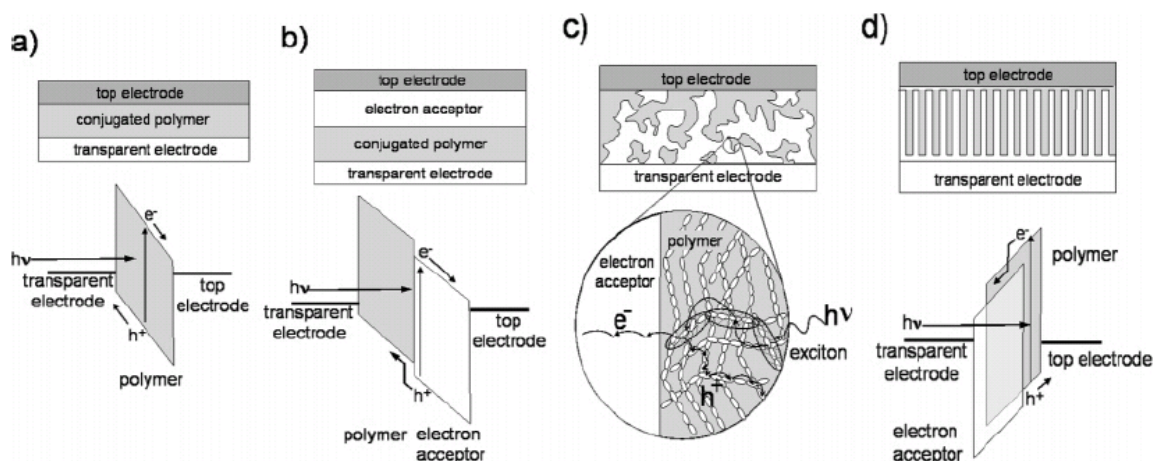 a)
top electrode
conjugated polymer
transparent electrode
e-
hν
transparent
electrode
top
electrode
h+
polymer
b)
top electrode
electron acceptor
conjugated polymer
transparent electrode
e-
hν
transparent
electrode
top
electrode
h+
polymer electron
acceptor
c)
top electrode
transparent electrode
polymer
electron
acceptor
e-
hν
exciton
h+
d)
top electrode
transparent electrode
e-
polymer
hν
transparent
electrode
top electrode
h+
electron
acceptor